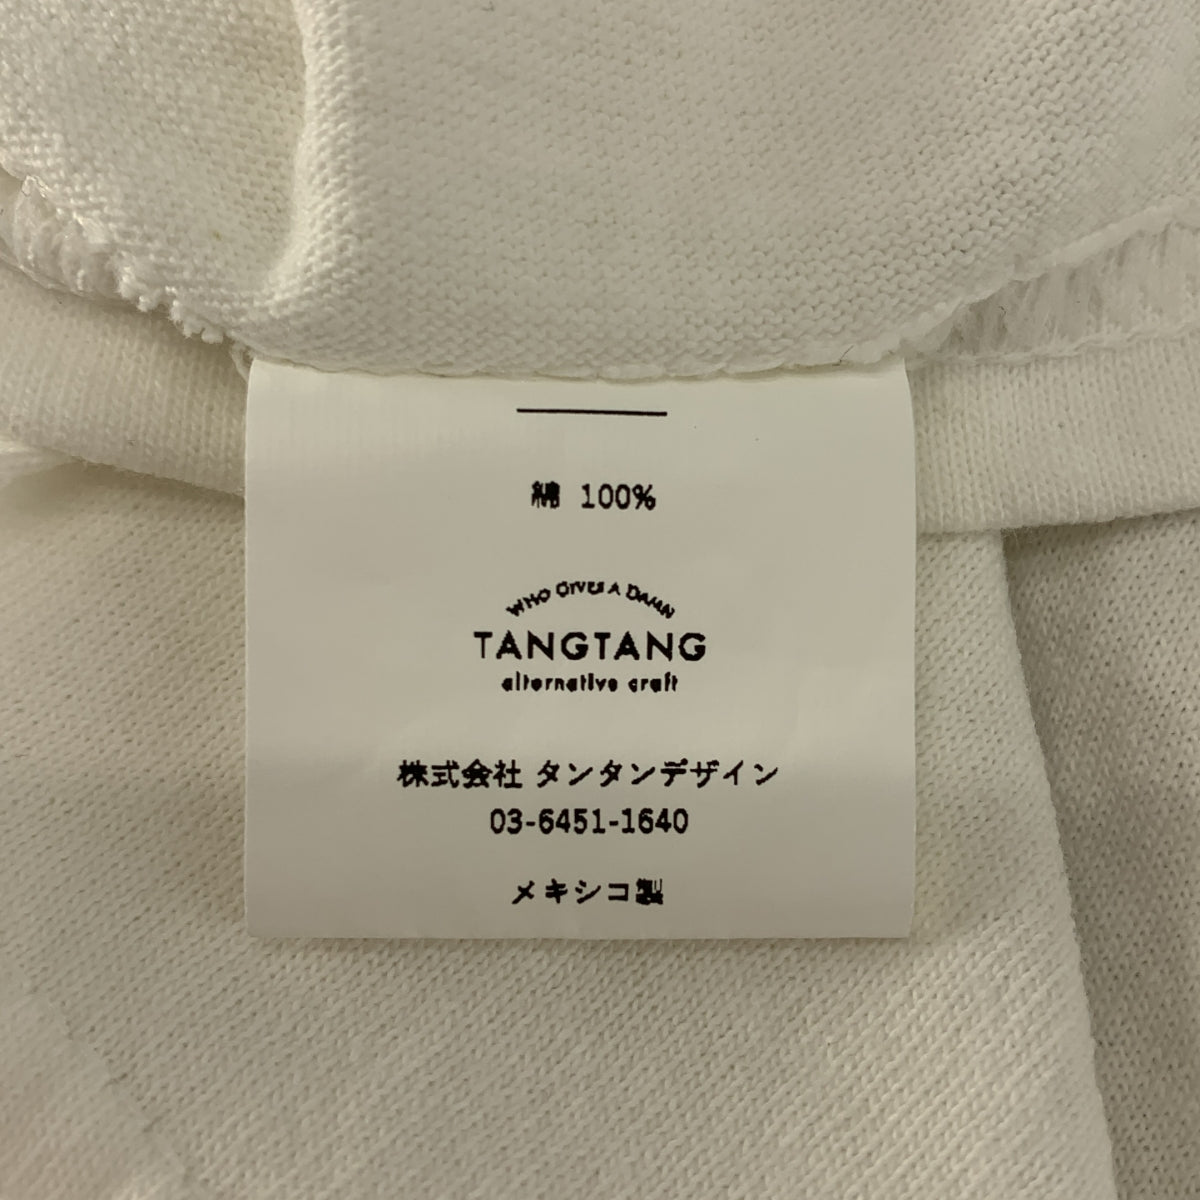 綿 100%
WHO GIVES A DAMN
TANGTANG
alternative craft
株式会社 タンタンデザイン
03-6451-1640
メキシコ製